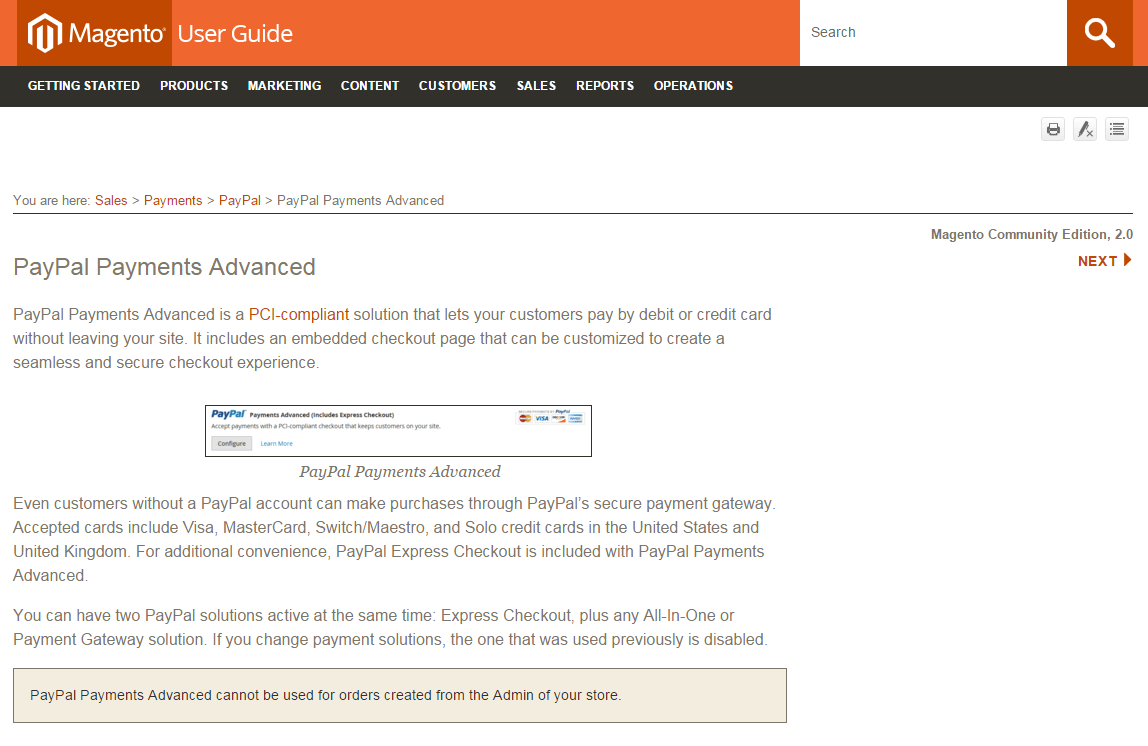 Magento User Guide
Search
GETTING STARTED PRODUCTS MARKETING CONTENT CUSTOMERS SALES REPORTS OPERATIONS
You are here: Sales > Payments > PayPal > PayPal Payments Advanced
Magento Community Edition, 2.0
NEXT
PayPal Payments Advanced
PayPal Payments Advanced is a PCI-compliant solution that lets your customers pay by debit or credit card
without leaving your site. It includes an embedded checkout page that can be customized to create a
seamless and secure checkout experience.
PayPal Payments Advanced (Includes Express Checkout)
Accept payments with a PCI-compliant checkout that keeps customers on your site.
Configure Learn More
VISA
PayPal Payments Advanced
Even customers without a PayPal account can make purchases through PayPal’s secure payment gateway.
Accepted cards include Visa, MasterCard, Switch/Maestro, and Solo credit cards in the United States and
United Kingdom. For additional convenience, PayPal Express Checkout is included with PayPal Payments
Advanced.
You can have two PayPal solutions active at the same time: Express Checkout, plus any All-In-One or
Payment Gateway solution. If you change payment solutions, the one that was used previously is disabled.
PayPal Payments Advanced cannot be used for orders created from the Admin of your store.